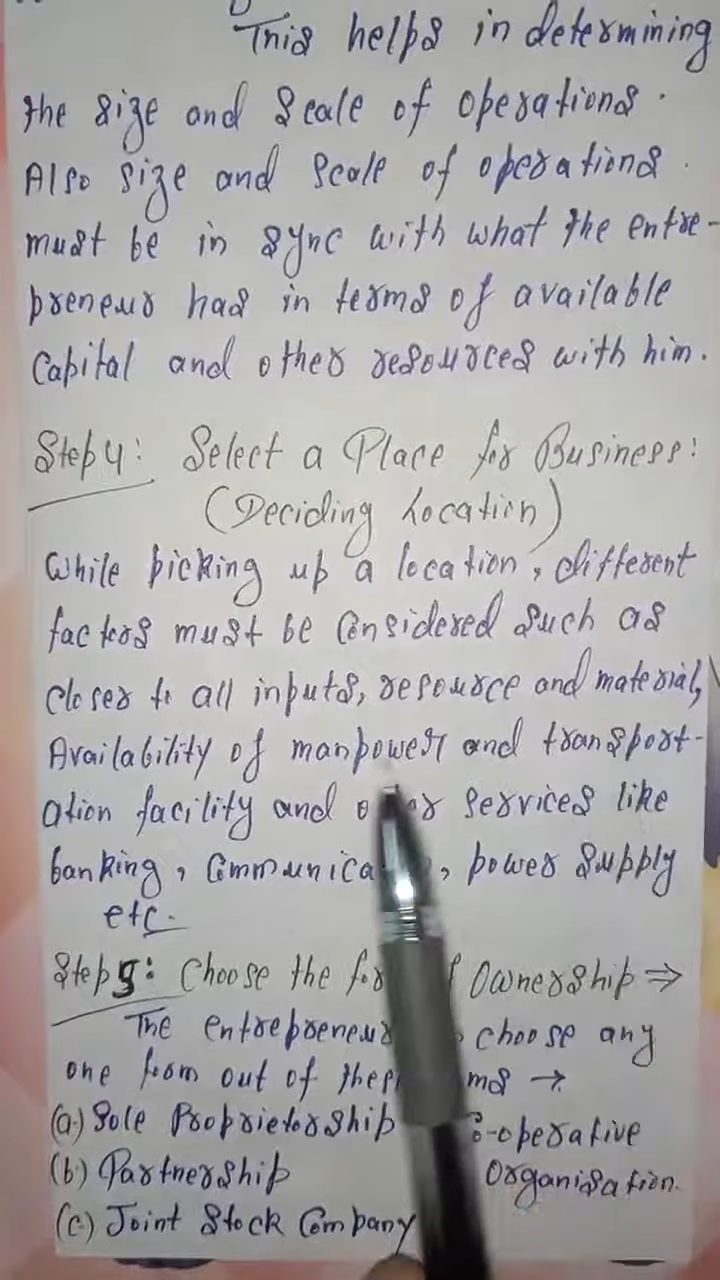 This helps in determining
the size and Scale of operations.
Also size and scale of operations
must be in sync with what the entre-
preneur has in terms of available
Capital and other resources with him.
Step 4: Select a Place for Business:
(Deciding Location)
While picking up a location, different
factors must be Considered such as
closer to all inputs, resource and material,
Availability of manpower and transport-
ation facility and services like
banking, , power supply
etc.
Step 5: Choose the Ownership ⇒
The entrepreneur choose any
one from out of →
(a) Sole Proprietorship -operative
(b) Partnership Organisation.
(c) Joint Stock Company